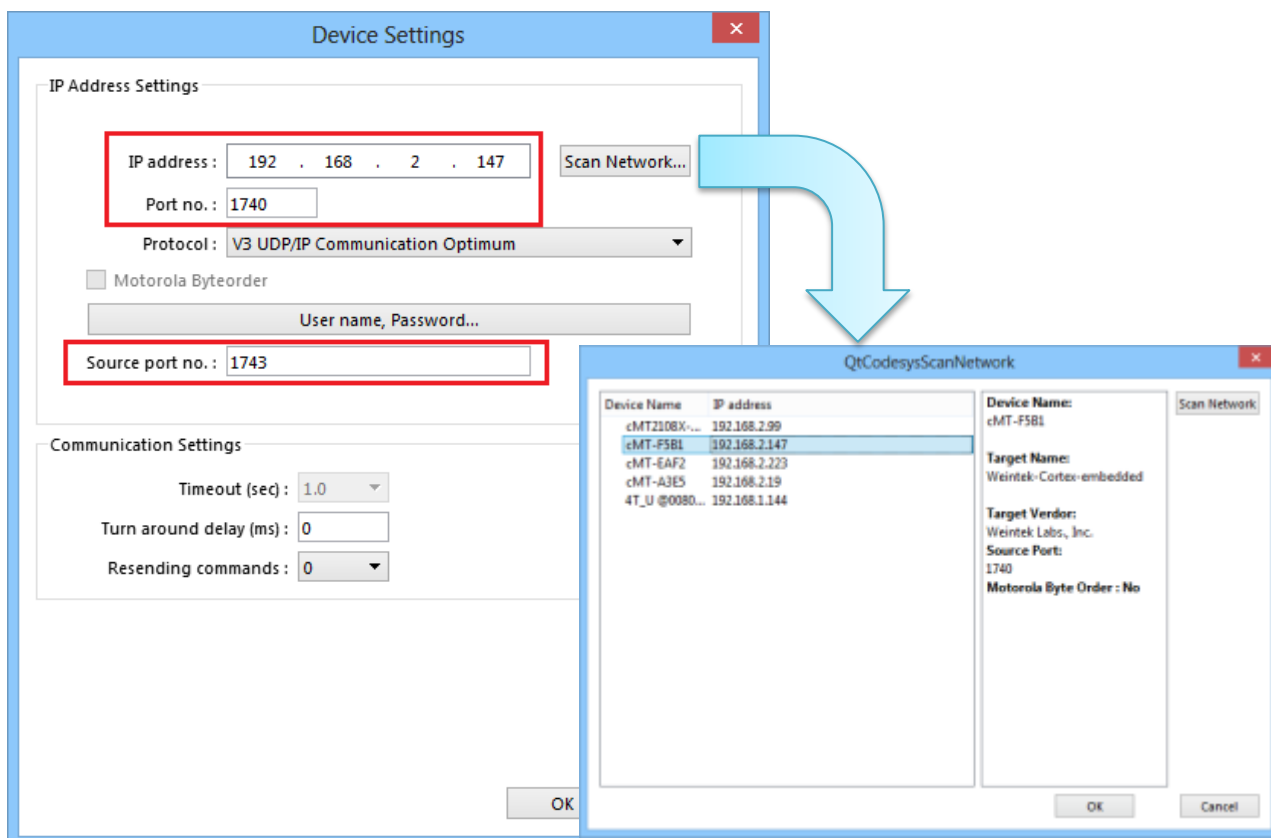 Device Settings
IP Address Settings
IP address : 192 . 168 . 2 . 147 Scan Network...
Port no. : 1740
Protocol : V3 UDP/IP Communication Optimum
Motorola Byteorder
User name, Password...
Source port no. : 1743
Communication Settings
Timeout (sec) : 1.0
Turn around delay (ms) : 0
Resending commands : 0
OK
QtCodesysScanNetwork
Device Name IP address
cMT2108X-... 192.168.2.99
cMT-F5B1 192.168.2.147
cMT-EAF2 192.168.2.223
cMT-A3E5 192.168.2.19
4T_U @0080... 192.168.1.144
Device Name:
cMT-F5B1
Target Name:
Weintek-Cortex-embedded
Target Verdor:
Weintek Labs., Inc.
Source Port:
1740
Motorola Byte Order : No
Scan Network
OK Cancel